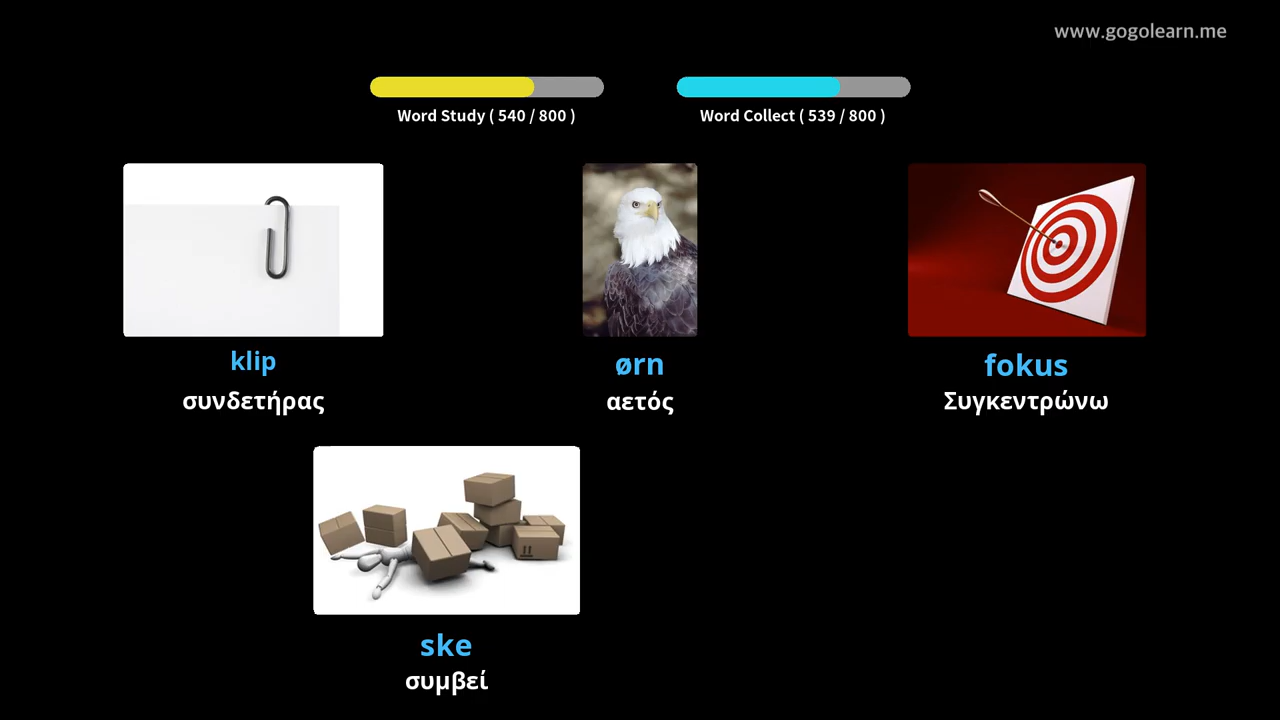 www.gogolearn.me
Word Study ( 540 / 800 )
Word Collect ( 539 / 800 )
klip
συνδετήρας
ørn
αετός
fokus
Συγκεντρώνω
ske
συμβεί